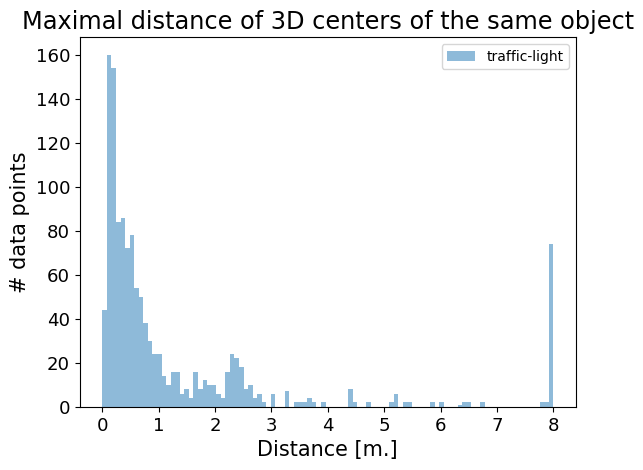 Maximal distance of 3D centers of the same object
traffic-light
160
140
120
100
80
60
40
20
0
# data points
0 1 2 3 4 5 6 7 8
Distance [m.]